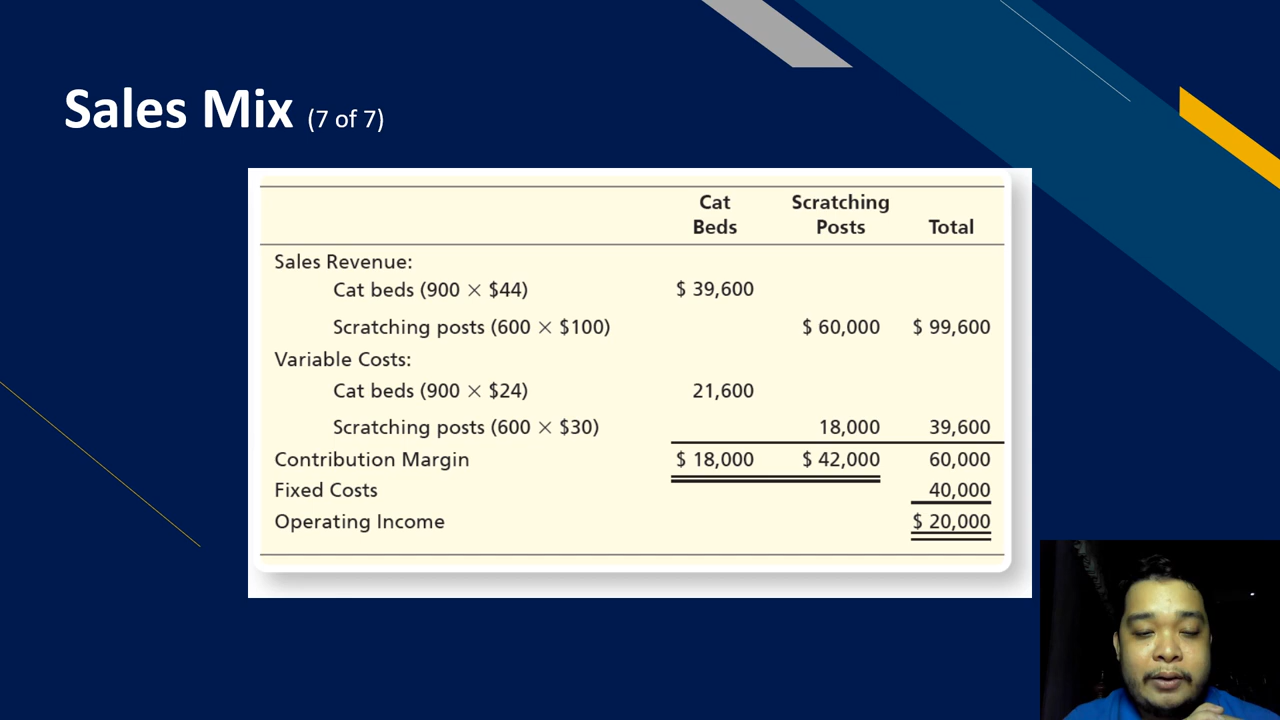 Sales Mix (7 of 7)
Cat Beds Scratching Posts Total
Sales Revenue:
Cat beds (900 × $44) $ 39,600
Scratching posts (600 × $100) $ 60,000 $ 99,600
Variable Costs:
Cat beds (900 × $24) 21,600
Scratching posts (600 × $30) 18,000 39,600
Contribution Margin $ 18,000 $ 42,000 60,000
Fixed Costs 40,000
Operating Income $ 20,000